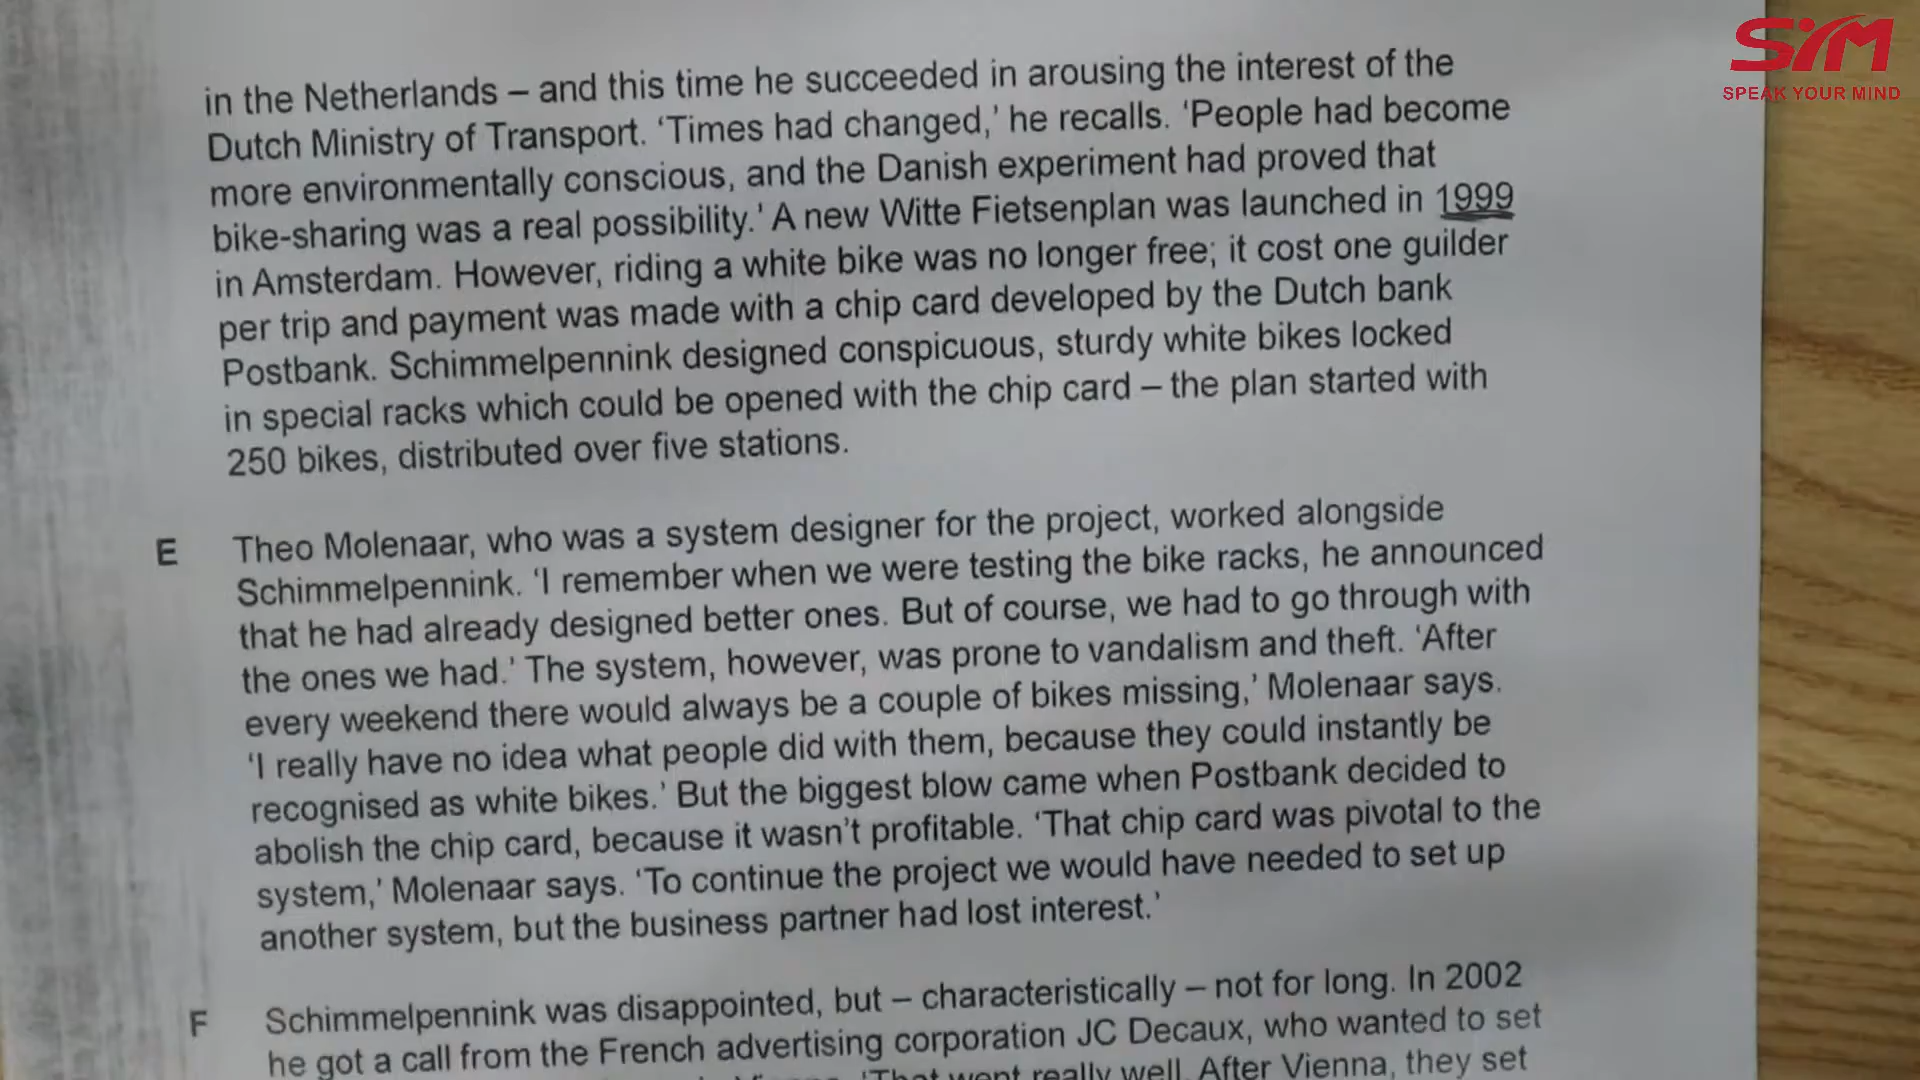 SYM
SPEAK YOUR MIND
in the Netherlands – and this time he succeeded in arousing the interest of the
Dutch Ministry of Transport. ‘Times had changed,’ he recalls. ‘People had become
more environmentally conscious, and the Danish experiment had proved that
bike-sharing was a real possibility.’ A new Witte Fietsenplan was launched in 1999
in Amsterdam. However, riding a white bike was no longer free; it cost one guilder
per trip and payment was made with a chip card developed by the Dutch bank
Postbank. Schimmelpennink designed conspicuous, sturdy white bikes locked
in special racks which could be opened with the chip card – the plan started with
250 bikes, distributed over five stations.
E Theo Molenaar, who was a system designer for the project, worked alongside
Schimmelpennink. ‘I remember when we were testing the bike racks, he announced
that he had already designed better ones. But of course, we had to go through with
the ones we had.’ The system, however, was prone to vandalism and theft. ‘After
every weekend there would always be a couple of bikes missing,’ Molenaar says.
‘I really have no idea what people did with them, because they could instantly be
recognised as white bikes.’ But the biggest blow came when Postbank decided to
abolish the chip card, because it wasn’t profitable. ‘That chip card was pivotal to the
system,’ Molenaar says. ‘To continue the project we would have needed to set up
another system, but the business partner had lost interest.’
F Schimmelpennink was disappointed, but – characteristically – not for long. In 2002
he got a call from the French advertising corporation JC Decaux, who wanted to set
‘That went really well. After Vienna, they set